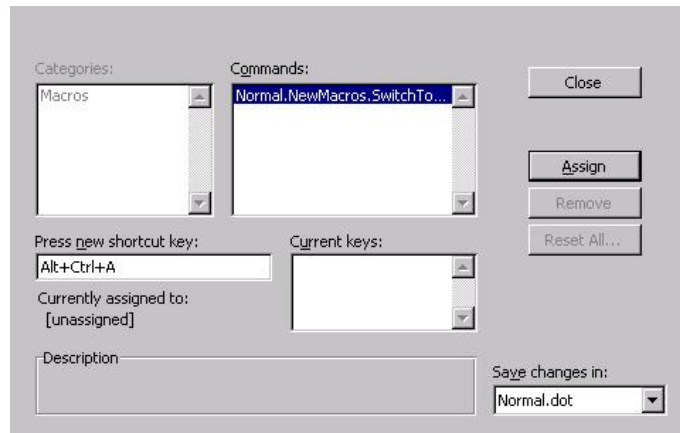 Categories:
Commands:
Macros
Normal.NewMacros.SwitchTo...
Close
Assign
Remove
Press new shortcut key:
Current keys:
Reset All...
Alt+Ctrl+A
Currently assigned to:
[unassigned]
Description
Save changes in:
Normal.dot